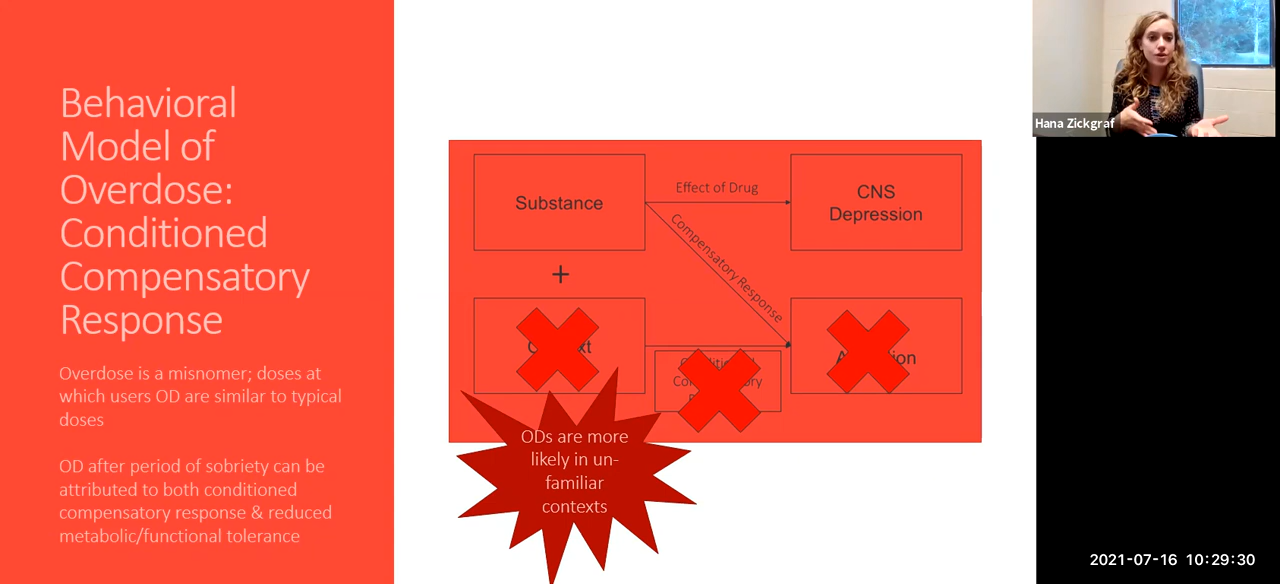 Behavioral
Model of
Overdose:
Conditioned
Compensatory
Response
Overdose is a misnomer; doses at
which users OD are similar to typical
doses
OD after period of sobriety can be
attributed to both conditioned
compensatory response & reduced
metabolic/functional tolerance
Substance
Effect of Drug
CNS
Depression
Compensatory Response
+
ODs are more
likely in un-
familiar
contexts
Hana Zickgraf
2021-07-16 10:29:30